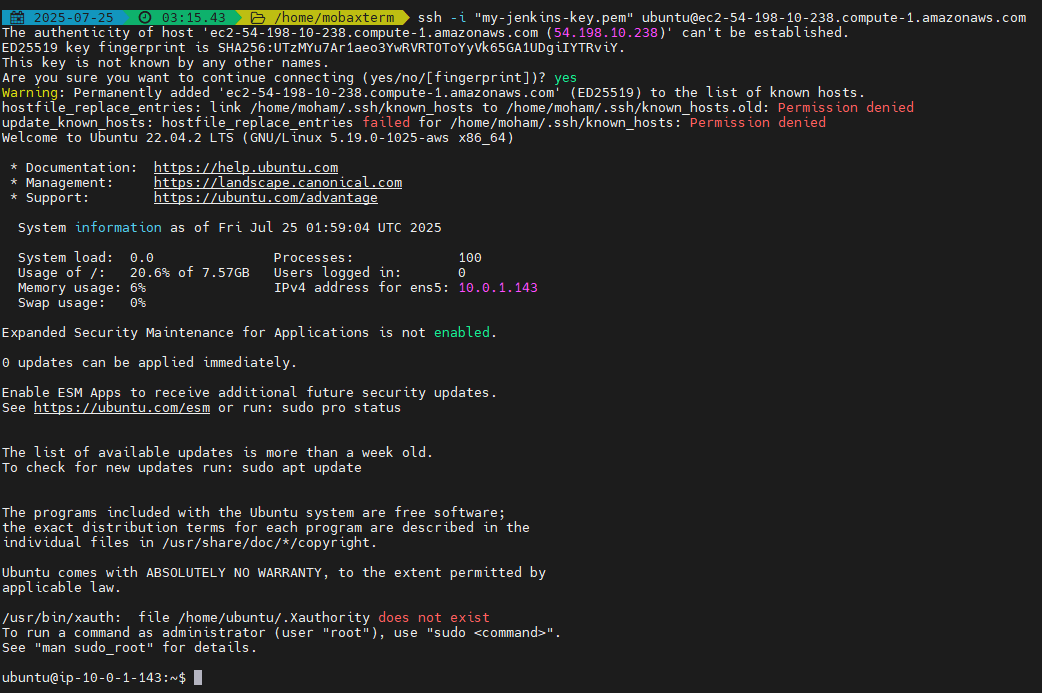 2025-07-25 03:15.43 /home/mobaxterm ssh -i "my-jenkins-key.pem" ubuntu@ec2-54-198-10-238.compute-1.amazonaws.com
The authenticity of host 'ec2-54-198-10-238.compute-1.amazonaws.com (54.198.10.238)' can't be established.
ED25519 key fingerprint is SHA256:UTzMYu7Ar1aeo3YwRVRTOToYyVk65GA1UDgiIYTRviY.
This key is not known by any other names.
Are you sure you want to continue connecting (yes/no/[fingerprint])? yes
Warning: Permanently added 'ec2-54-198-10-238.compute-1.amazonaws.com' (ED25519) to the list of known hosts.
hostfile_replace_entries: link /home/moham/.ssh/known_hosts to /home/moham/.ssh/known_hosts.old: Permission denied
update_known_hosts: hostfile_replace_entries failed for /home/moham/.ssh/known_hosts: Permission denied
Welcome to Ubuntu 22.04.2 LTS (GNU/Linux 5.19.0-1025-aws x86_64)
* Documentation: https://help.ubuntu.com
* Management: https://landscape.canonical.com
* Support: https://ubuntu.com/advantage
System information as of Fri Jul 25 01:59:04 UTC 2025
System load: 0.0 Processes: 100
Usage of /: 20.6% of 7.57GB Users logged in: 0
Memory usage: 6% IPv4 address for ens5: 10.0.1.143
Swap usage: 0%
Expanded Security Maintenance for Applications is not enabled.
0 updates can be applied immediately.
Enable ESM Apps to receive additional future security updates.
See https://ubuntu.com/esm or run: sudo pro status
The list of available updates is more than a week old.
To check for new updates run: sudo apt update
The programs included with the Ubuntu system are free software;
the exact distribution terms for each program are described in the
individual files in /usr/share/doc/*/copyright.
Ubuntu comes with ABSOLUTELY NO WARRANTY, to the extent permitted by
applicable law.
/usr/bin/xauth: file /home/ubuntu/.Xauthority does not exist
To run a command as administrator (user "root"), use "sudo <command>".
See "man sudo_root" for details.
ubuntu@ip-10-0-1-143:~$